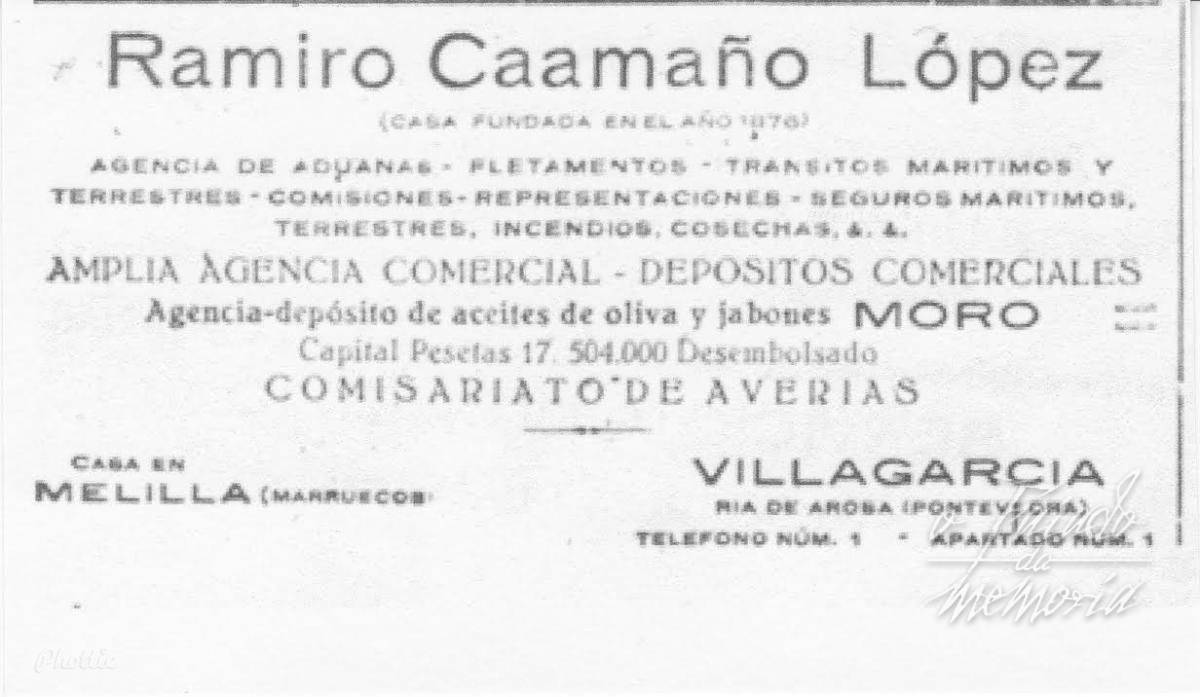 Ramiro Caamaño López
(CASA FUNDADA EN EL AÑO 1876)
AGENCIA DE ADUANAS - FLETAMENTOS - TRANSITOS MARITIMOS Y
TERRESTRES - COMISIONES - REPRESENTACIONES - SEGUROS MARITIMOS,
TERRESTRES, INCENDIOS, COSECHAS, &. &.
AMPLIA AGENCIA COMERCIAL - DEPOSITOS COMERCIALES
Agencia-depósito de aceites de oliva y jabones MORO
Capital Pesetas 17. 504.000 Desembolsado
COMISARIATO DE AVERIAS
CASA EN
MELILLA (MARRUECOS)
VILLAGARCIA
RIA DE AROSA (PONTEVEDRA)
TELEFONO NÚM. 1 - APARTADO NÚM. 1
o Mundo
da
memoria
Phottic